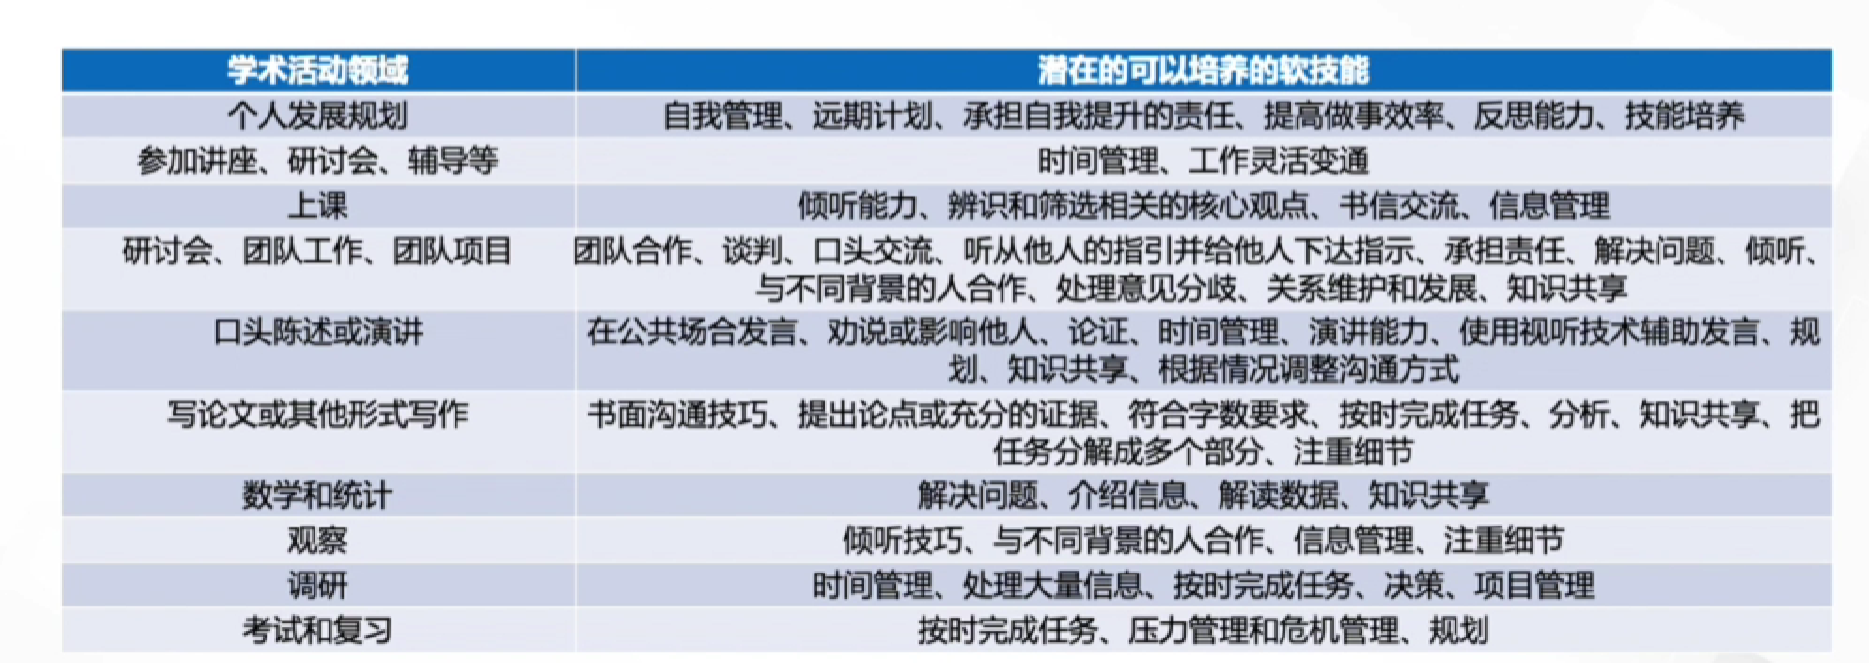 学术活动领域 潜在的可以培养的软技能
个人发展规划 自我管理、远期计划、承担自我提升的责任、提高做事效率、反思能力、技能培养
参加讲座、研讨会、辅导等 时间管理、工作灵活变通
上课 倾听能力、辨识和筛选相关的核心观点、书信交流、信息管理
研讨会、团队工作、团队项目 团队合作、谈判、口头交流、听从他人的指引并给他人下达指示、承担责任、解决问题、倾听、
与不同背景的人合作、处理意见分歧、关系维护和发展、知识共享
口头陈述或演讲 在公共场合发言、劝说或影响他人、论证、时间管理、演讲能力、使用视听技术辅助发言、规
划、知识共享、根据情况调整沟通方式
写论文或其他形式写作 书面沟通技巧、提出论点或充分的证据、符合字数要求、按时完成任务、分析、知识共享、把
任务分解成多个部分、注重细节
数学和统计 解决问题、介绍信息、解读数据、知识共享
观察 倾听技巧、与不同背景的人合作、信息管理、注重细节
调研 时间管理、处理大量信息、按时完成任务、决策、项目管理
考试和复习 按时完成任务、压力管理和危机管理、规划